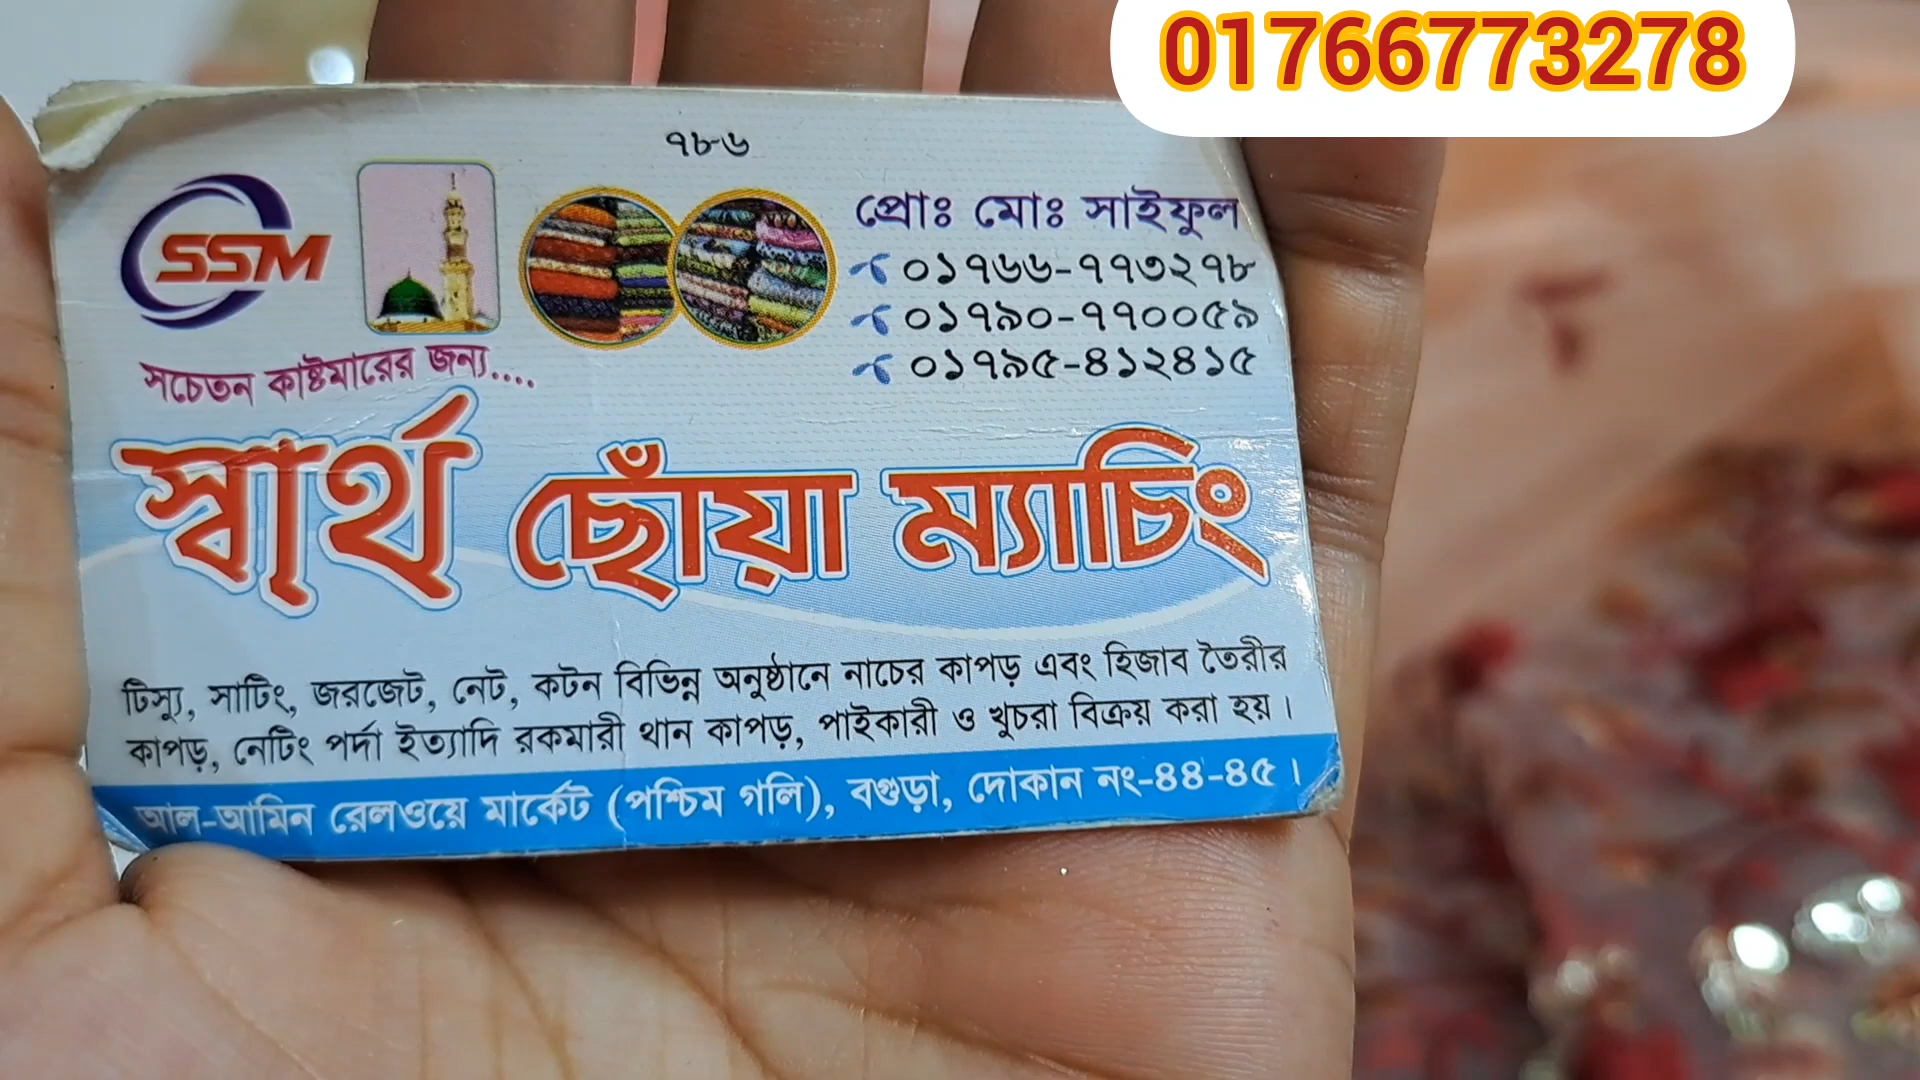 01766773278
৭৮৬
SSM
প্রোঃ মোঃ সাইফুল
০১৭৬৬-৭৭৩২৭৮
০১৭৯০-৭৭০০৫৯
০১৭৯৫-৪১২৪১৫
সচেতন কাষ্টমারের জন্য....
স্বার্থ ছোঁয়া ম্যাচিং
টিস্যু, সাটিং, জরজেট, নেট, কটন বিভিন্ন অনুষ্ঠানে নাচের কাপড় এবং হিজাব তৈরীর
কাপড়, নেটিং পর্দা ইত্যাদি রকমারী থান কাপড়, পাইকারী ও খুচরা বিক্রয় করা হয়।
আল-আমিন রেলওয়ে মার্কেট (পশ্চিম গলি), বগুড়া, দোকান নং-৪৪-৪৫।